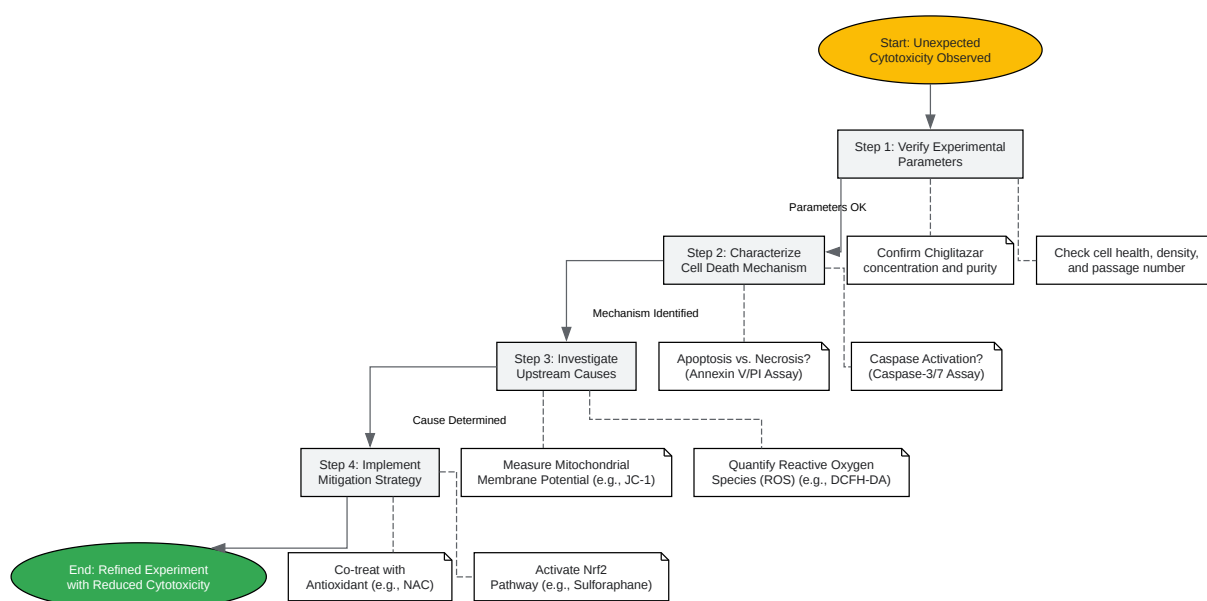 Start: Unexpected
Cytotoxicity Observed
Step 1: Verify Experimental
Parameters
Parameters OK
Step 2: Characterize
Cell Death Mechanism
Confirm Chiglitazar
concentration and purity
Check cell health, density,
and passage number
Mechanism Identified
Step 3: Investigate
Upstream Causes
Apoptosis vs. Necrosis?
(Annexin V/PI Assay)
Caspase Activation?
(Caspase-3/7 Assay)
Cause Determined
Step 4: Implement
Mitigation Strategy
Measure Mitochondrial
Membrane Potential (e.g., JC-1)
Quantify Reactive Oxygen
Species (ROS) (e.g., DCFH-DA)
End: Refined Experiment
with Reduced Cytotoxicity
Co-treat with
Antioxidant (e.g., NAC)
Activate Nrf2
Pathway (e.g., Sulforaphane)